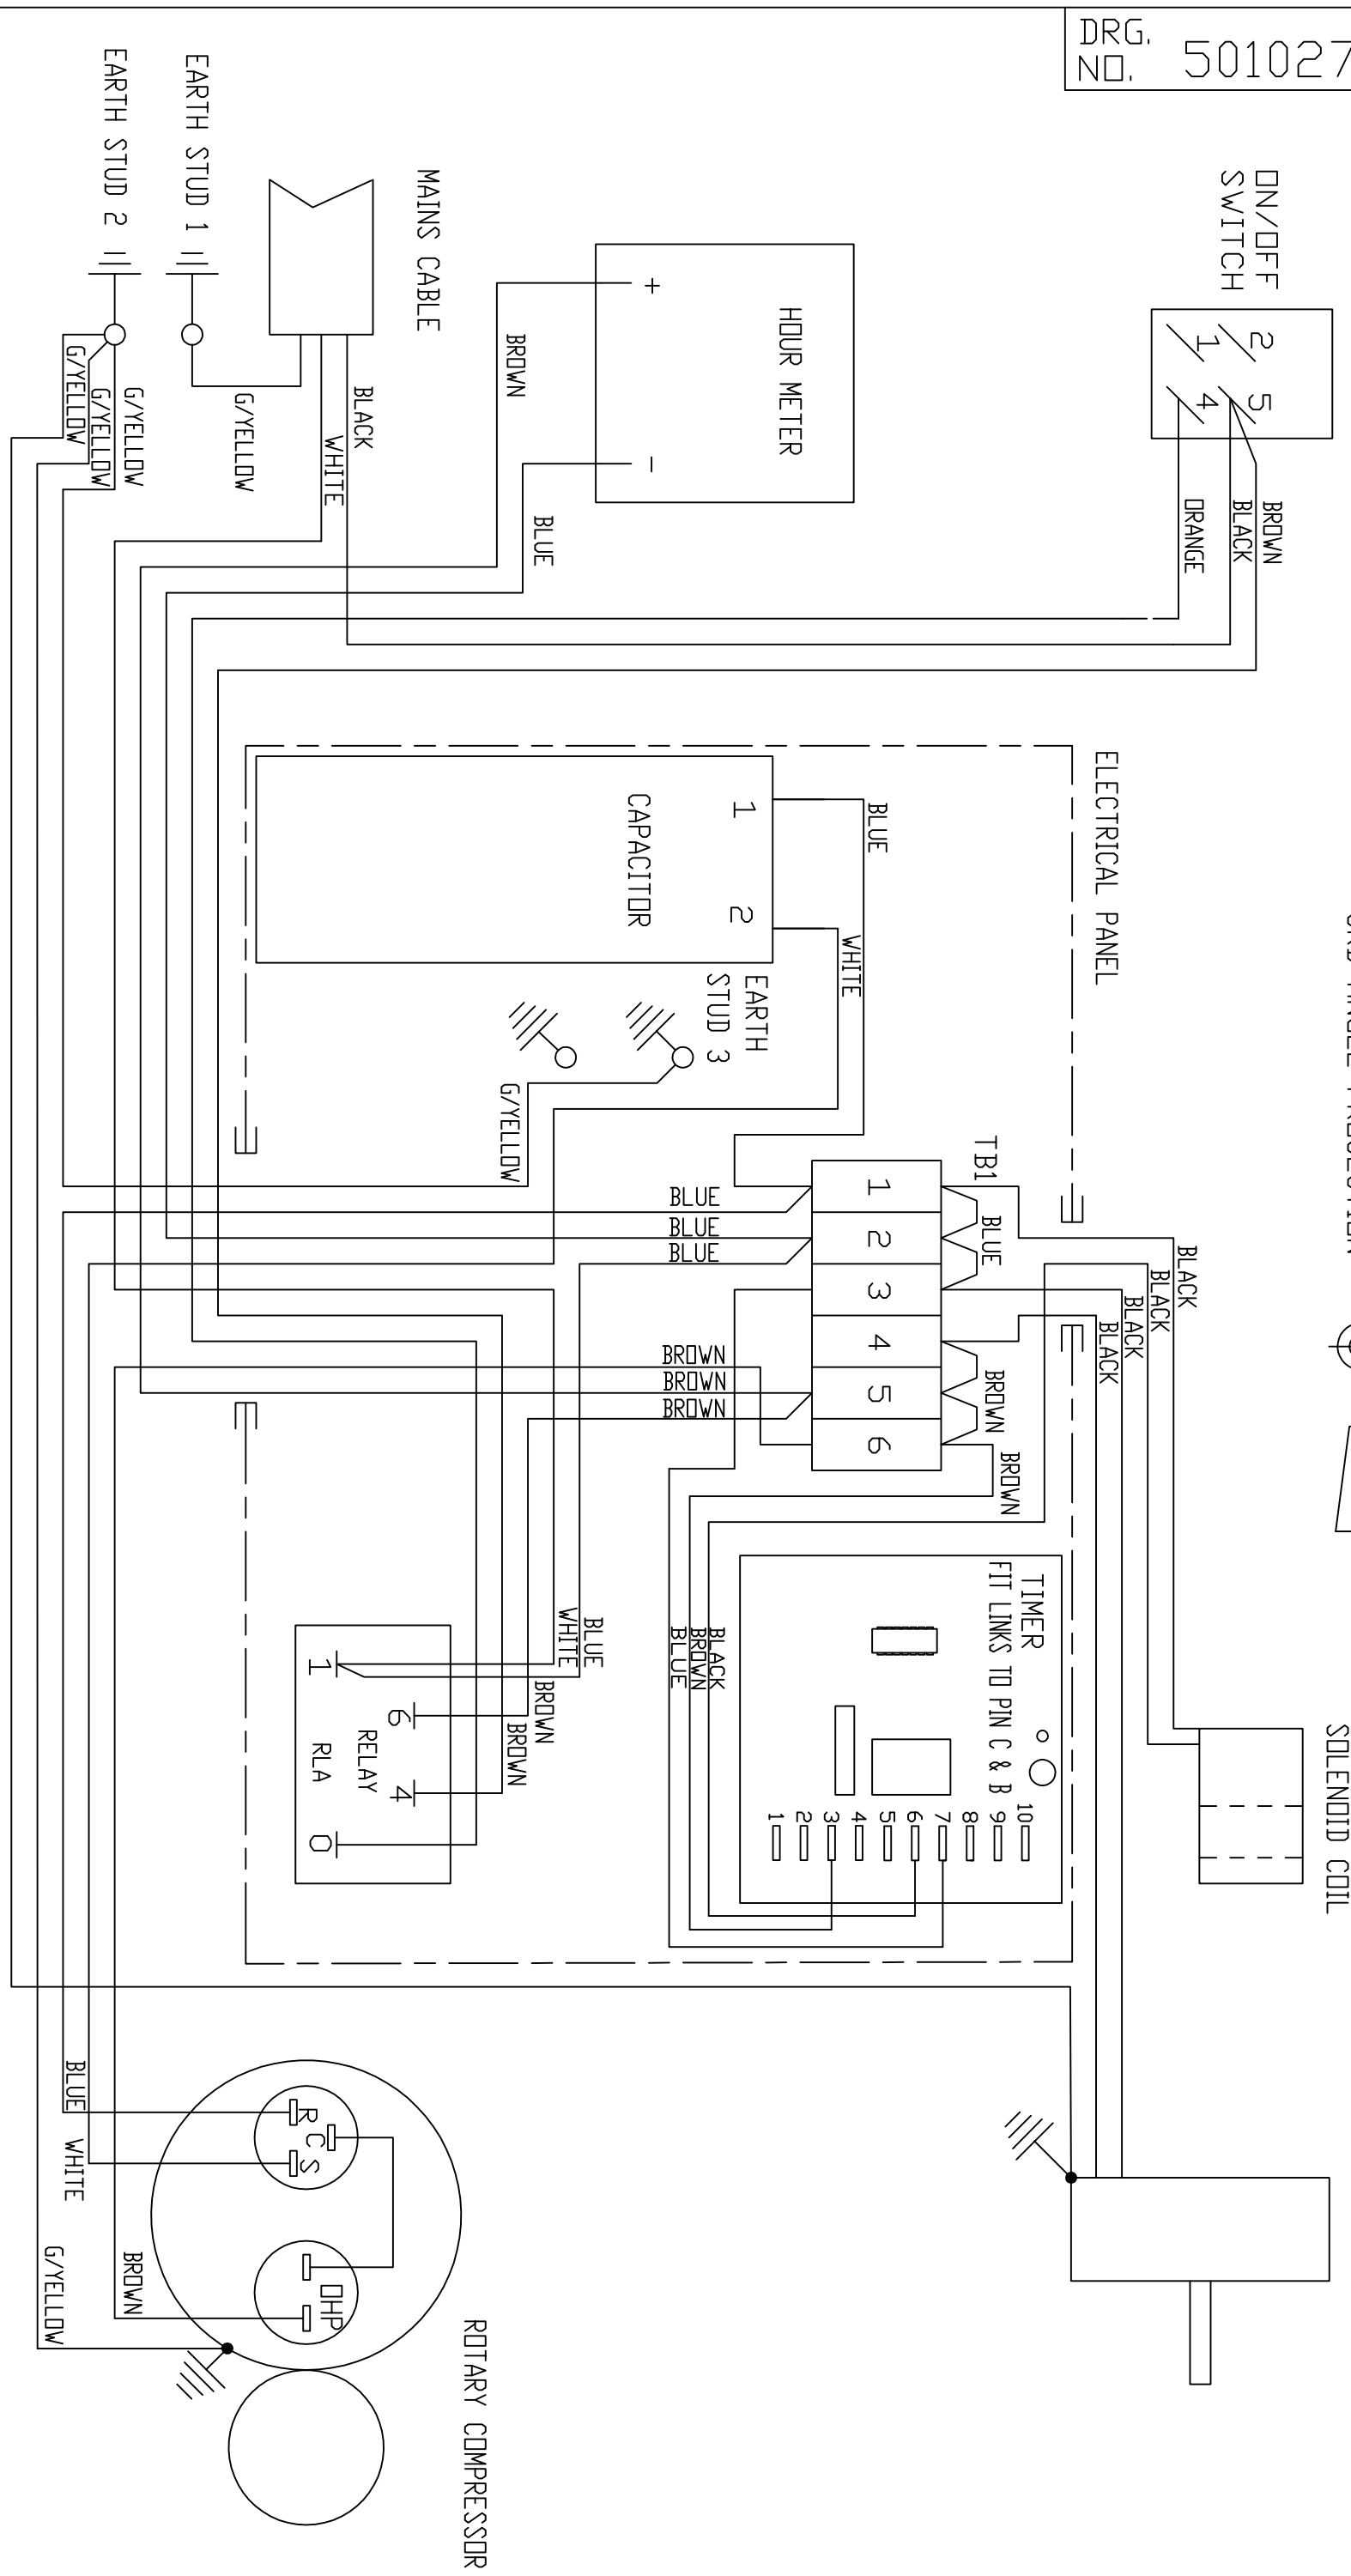 DRG.
NO. 501027
ON/OFF
SWITCH
2 5
1 4
BROWN
BLACK
ORANGE
HOUR METER
+ -
BROWN
BLUE
MAINS CABLE
BLACK
WHITE
G/YELLOW
EARTH STUD 1
EARTH STUD 2
G/YELLOW
G/YELLOW
G/YELLOW
ELECTRICAL PANEL
CAPACITOR
1 2
BLUE
WHITE
EARTH
STUD 3
G/YELLOW
TB1
1 2 3 4 5 6
BLUE
BLUE
BLUE
BLUE
BROWN
BROWN
BROWN
BROWN
BROWN
BLACK
BLACK
BLACK
BLACK
TIMER
FIT LINKS TO PIN C & B
1 2 3 4 5 6 7 8 9 10
BLACK
BROWN
BLUE
BLUE
WHITE
BROWN
BROWN
RELAY
RLA
1 6 4 0
SOLENOID COIL
BLUE
WHITE
BROWN
G/YELLOW
R C S
OHP
ROTARY COMPRESSOR